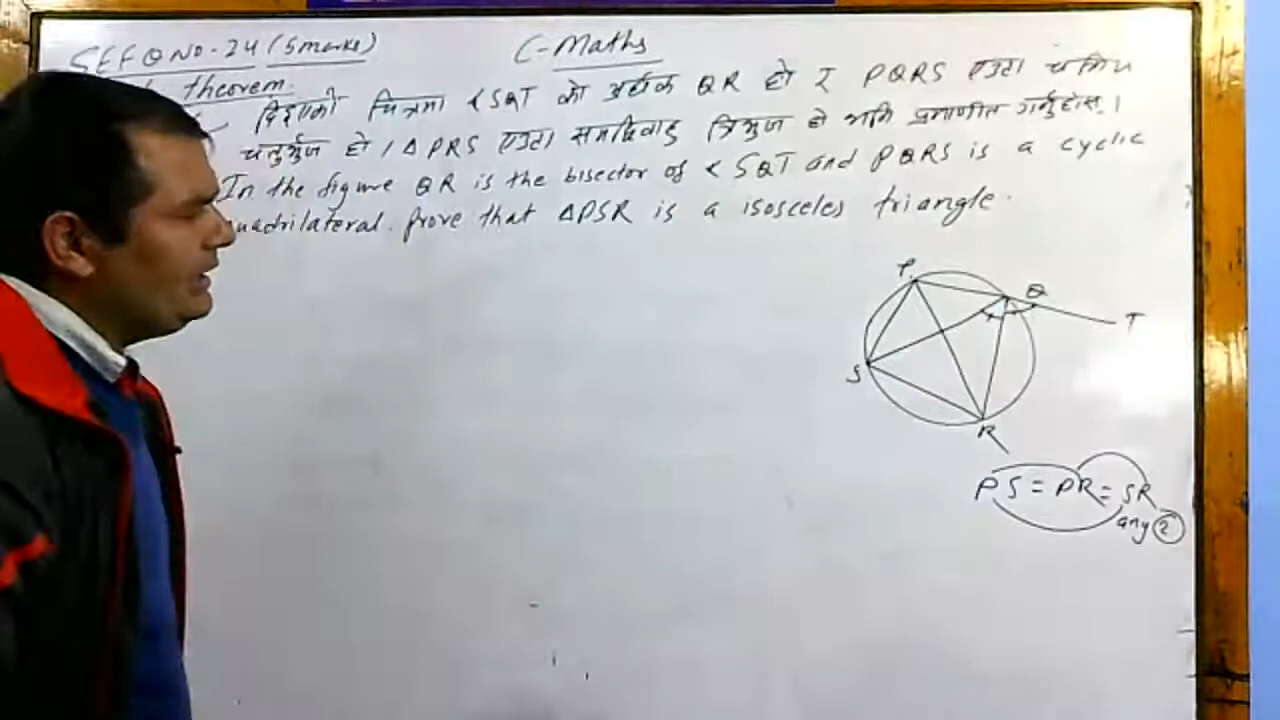 SEE Q NO-24 (5 marks)
C-Maths
theorem.
दिइएको चित्रमा ∠SQT को अर्धक QR हो र PQRS एउटा चक्रिय
चतुर्भुज हो । ΔPRS एउटा समद्विवाहु त्रिभुज हो भनि प्रमाणीत गर्नुहोस् ।
In the figure QR is the bisector of ∠SQT and PQRS is a cyclic
quadrilateral. prove that ΔPSR is a isosceles triangle.
P
Q
T
S
R
PS = PR = SR
any 2